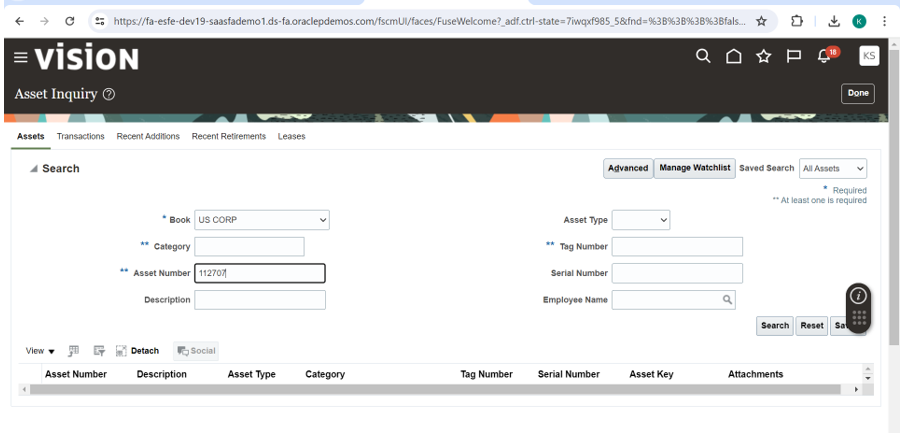 https://fa-esfe-dev19-saasfademo1.ds-fa.oraclepdemos.com/fscmUI/faces/FuseWelcome?_adf.ctrl-state=7iwqxf985_5&fnd=%3B%3B%3B%3Bfals...
K
VISION
18
KS
Asset Inquiry
Done
Assets Transactions Recent Additions Recent Retirements Leases
Search
Advanced Manage Watchlist Saved Search All Assets
* Required
** At least one is required
* Book US CORP Asset Type
** Category ** Tag Number
** Asset Number 112707 Serial Number
Description Employee Name
Search Reset
View Detach Social
Asset Number Description Asset Type Category Tag Number Serial Number Asset Key Attachments